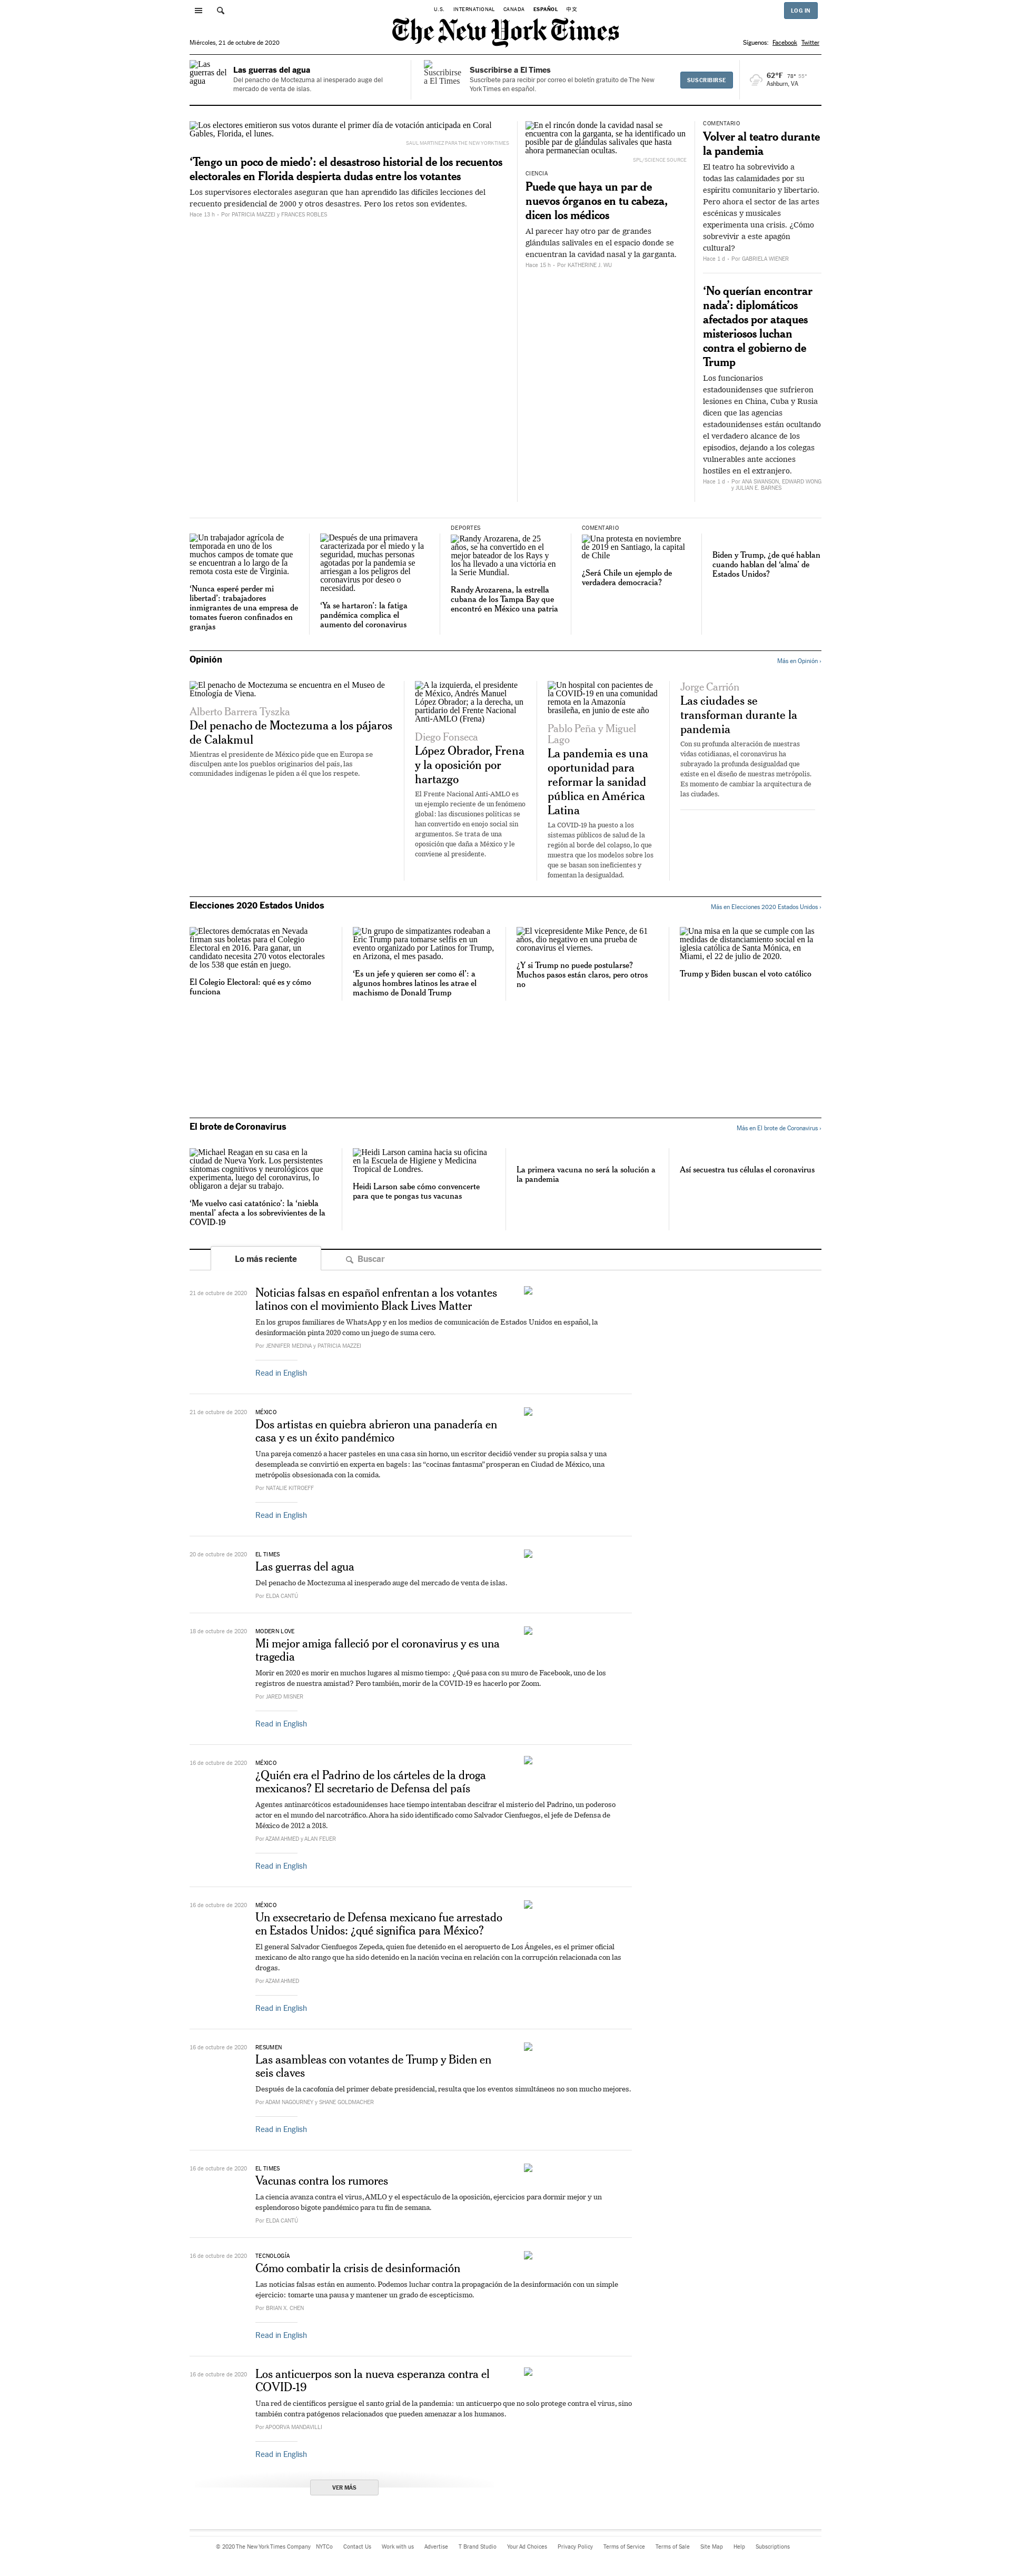 U.S.
INTERNATIONAL
CANADA
ESPAÑOL
中文
LOG IN
The New York Times
Miércoles, 21 de octubre de 2020
Síguenos: Facebook Twitter
Las guerras del agua
Las guerras del agua
Del penacho de Moctezuma al inesperado auge del
mercado de venta de islas.
Suscribirse a El Times
Suscribirse a El Times
Suscríbete para recibir por correo el boletín gratuito de The New
York Times en español.
SUSCRIBIRSE
62°F 78° 55°
Ashburn, VA
Los electores emitieron sus votos durante el primer día de votación anticipada en Coral
Gables, Florida, el lunes.
SAUL MARTINEZ PARA THE NEW YORK TIMES
‘Tengo un poco de miedo’: el desastroso historial de los recuentos
electorales en Florida despierta dudas entre los votantes
Los supervisores electorales aseguran que han aprendido las difíciles lecciones del
recuento presidencial de 2000 y otros desastres. Pero los retos son evidentes.
Hace 13 h - Por PATRICIA MAZZEI y FRANCES ROBLES
En el rincón donde la cavidad nasal se
encuentra con la garganta, se ha identificado un
posible par de glándulas salivales que hasta
ahora permanecían ocultas.
SPL/SCIENCE SOURCE
CIENCIA
Puede que haya un par de
nuevos órganos en tu cabeza,
dicen los médicos
Al parecer hay otro par de grandes
glándulas salivales en el espacio donde se
encuentran la cavidad nasal y la garganta.
Hace 15 h - Por KATHERINE J. WU
COMENTARIO
Volver al teatro durante
la pandemia
El teatro ha sobrevivido a
todas las calamidades por su
espíritu comunitario y libertario.
Pero ahora el sector de las artes
escénicas y musicales
experimenta una crisis. ¿Cómo
sobrevivir a este apagón
cultural?
Hace 1 d - Por GABRIELA WIENER
‘No querían encontrar
nada’: diplomáticos
afectados por ataques
misteriosos luchan
contra el gobierno de
Trump
Los funcionarios
estadounidenses que sufrieron
lesiones en China, Cuba y Rusia
dicen que las agencias
estadounidenses están ocultando
el verdadero alcance de los
episodios, dejando a los colegas
vulnerables ante acciones
hostiles en el extranjero.
Hace 1 d - Por ANA SWANSON, EDWARD WONG
y JULIAN E. BARNES
Un trabajador agrícola de
temporada en uno de los
muchos campos de tomate que
se encuentran a lo largo de la
remota costa este de Virginia.
‘Nunca esperé perder mi
libertad’: trabajadores
inmigrantes de una empresa de
tomates fueron confinados en
granjas
Después de una primavera
caracterizada por el miedo y la
seguridad, muchas personas
agotadas por la pandemia se
arriesgan a los peligros del
coronavirus por deseo o
necesidad.
‘Ya se hartaron’: la fatiga
pandémica complica el
aumento del coronavirus
DEPORTES
Randy Arozarena, de 25
años, se ha convertido en el
mejor bateador de los Rays y
los ha llevado a una victoria en
la Serie Mundial.
Randy Arozarena, la estrella
cubana de los Tampa Bay que
encontró en México una patria
COMENTARIO
Una protesta en noviembre
de 2019 en Santiago, la capital
de Chile
¿Será Chile un ejemplo de
verdadera democracia?
Biden y Trump, ¿de qué hablan
cuando hablan del ‘alma’ de
Estados Unidos?
Opinión
Más en Opinión ›
El penacho de Moctezuma se encuentra en el Museo de
Etnología de Viena.
Alberto Barrera Tyszka
Del penacho de Moctezuma a los pájaros
de Calakmul
Mientras el presidente de México pide que en Europa se
disculpen ante los pueblos originarios del país, las
comunidades indígenas le piden a él que los respete.
A la izquierda, el presidente
de México, Andrés Manuel
López Obrador; a la derecha, un
partidario del Frente Nacional
Anti-AMLO (Frena)
Diego Fonseca
López Obrador, Frena
y la oposición por
hartazgo
El Frente Nacional Anti-AMLO es
un ejemplo reciente de un fenómeno
global: las discusiones políticas se
han convertido en enojo social sin
argumentos. Se trata de una
oposición que daña a México y le
conviene al presidente.
Un hospital con pacientes de
la COVID-19 en una comunidad
remota en la Amazonía
brasileña, en junio de este año
Pablo Peña y Miguel
Lago
La pandemia es una
oportunidad para
reformar la sanidad
pública en América
Latina
La COVID-19 ha puesto a los
sistemas públicos de salud de la
región al borde del colapso, lo que
muestra que los modelos sobre los
que se basan son ineficientes y
fomentan la desigualdad.
Jorge Carrión
Las ciudades se
transforman durante la
pandemia
Con su profunda alteración de nuestras
vidas cotidianas, el coronavirus ha
subrayado la profunda desigualdad que
existe en el diseño de nuestras metrópolis.
Es momento de cambiar la arquitectura de
las ciudades.
Elecciones 2020 Estados Unidos
Más en Elecciones 2020 Estados Unidos ›
Electores demócratas en Nevada
firman sus boletas para el Colegio
Electoral en 2016. Para ganar, un
candidato necesita 270 votos electorales
de los 538 que están en juego.
El Colegio Electoral: qué es y cómo
funciona
Un grupo de simpatizantes rodeaban a
Eric Trump para tomarse selfis en un
evento organizado por Latinos for Trump,
en Arizona, el mes pasado.
‘Es un jefe y quieren ser como él’: a
algunos hombres latinos les atrae el
machismo de Donald Trump
El vicepresidente Mike Pence, de 61
años, dio negativo en una prueba de
coronavirus el viernes.
¿Y si Trump no puede postularse?
Muchos pasos están claros, pero otros
no
Una misa en la que se cumple con las
medidas de distanciamiento social en la
iglesia católica de Santa Mónica, en
Miami, el 22 de julio de 2020.
Trump y Biden buscan el voto católico
El brote de Coronavirus
Más en El brote de Coronavirus ›
Michael Reagan en su casa en la
ciudad de Nueva York. Los persistentes
síntomas cognitivos y neurológicos que
experimenta, luego del coronavirus, lo
obligaron a dejar su trabajo.
‘Me vuelvo casi catatónico’: la ‘niebla
mental’ afecta a los sobrevivientes de la
COVID-19
Heidi Larson camina hacia su oficina
en la Escuela de Higiene y Medicina
Tropical de Londres.
Heidi Larson sabe cómo convencerte
para que te pongas tus vacunas
La primera vacuna no será la solución a
la pandemia
Así secuestra tus células el coronavirus
Lo más reciente
Buscar
21 de octubre de 2020
Noticias falsas en español enfrentan a los votantes
latinos con el movimiento Black Lives Matter
En los grupos familiares de WhatsApp y en los medios de comunicación de Estados Unidos en español, la
desinformación pinta 2020 como un juego de suma cero.
Por JENNIFER MEDINA y PATRICIA MAZZEI
Read in English
21 de octubre de 2020
MÉXICO
Dos artistas en quiebra abrieron una panadería en
casa y es un éxito pandémico
Una pareja comenzó a hacer pasteles en una casa sin horno, un escritor decidió vender su propia salsa y una
desempleada se convirtió en experta en bagels: las “cocinas fantasma” prosperan en Ciudad de México, una
metrópolis obsesionada con la comida.
Por NATALIE KITROEFF
Read in English
20 de octubre de 2020
EL TIMES
Las guerras del agua
Del penacho de Moctezuma al inesperado auge del mercado de venta de islas.
Por ELDA CANTÚ
18 de octubre de 2020
MODERN LOVE
Mi mejor amiga falleció por el coronavirus y es una
tragedia
Morir en 2020 es morir en muchos lugares al mismo tiempo: ¿Qué pasa con su muro de Facebook, uno de los
registros de nuestra amistad? Pero también, morir de la COVID-19 es hacerlo por Zoom.
Por JARED MISNER
Read in English
16 de octubre de 2020
MÉXICO
¿Quién era el Padrino de los cárteles de la droga
mexicanos? El secretario de Defensa del país
Agentes antinarcóticos estadounidenses hace tiempo intentaban descifrar el misterio del Padrino, un poderoso
actor en el mundo del narcotráfico. Ahora ha sido identificado como Salvador Cienfuegos, el jefe de Defensa de
México de 2012 a 2018.
Por AZAM AHMED y ALAN FEUER
Read in English
16 de octubre de 2020
MÉXICO
Un exsecretario de Defensa mexicano fue arrestado
en Estados Unidos: ¿qué significa para México?
El general Salvador Cienfuegos Zepeda, quien fue detenido en el aeropuerto de Los Ángeles, es el primer oficial
mexicano de alto rango que ha sido detenido en la nación vecina en relación con la corrupción relacionada con las
drogas.
Por AZAM AHMED
Read in English
16 de octubre de 2020
RESUMEN
Las asambleas con votantes de Trump y Biden en
seis claves
Después de la cacofonía del primer debate presidencial, resulta que los eventos simultáneos no son mucho mejores.
Por ADAM NAGOURNEY y SHANE GOLDMACHER
Read in English
16 de octubre de 2020
EL TIMES
Vacunas contra los rumores
La ciencia avanza contra el virus, AMLO y el espectáculo de la oposición, ejercicios para dormir mejor y un
esplendoroso bigote pandémico para tu fin de semana.
Por ELDA CANTÚ
16 de octubre de 2020
TECNOLOGÍA
Cómo combatir la crisis de desinformación
Las noticias falsas están en aumento. Podemos luchar contra la propagación de la desinformación con un simple
ejercicio: tomarte una pausa y mantener un grado de escepticismo.
Por BRIAN X. CHEN
Read in English
16 de octubre de 2020
Los anticuerpos son la nueva esperanza contra el
COVID-19
Una red de científicos persigue el santo grial de la pandemia: un anticuerpo que no solo protege contra el virus, sino
también contra patógenos relacionados que pueden amenazar a los humanos.
Por APOORVA MANDAVILLI
Read in English
VER MÁS
© 2020 The New York Times Company NYTCo Contact Us Work with us Advertise T Brand Studio Your Ad Choices Privacy Policy Terms of Service Terms of Sale Site Map Help Subscriptions